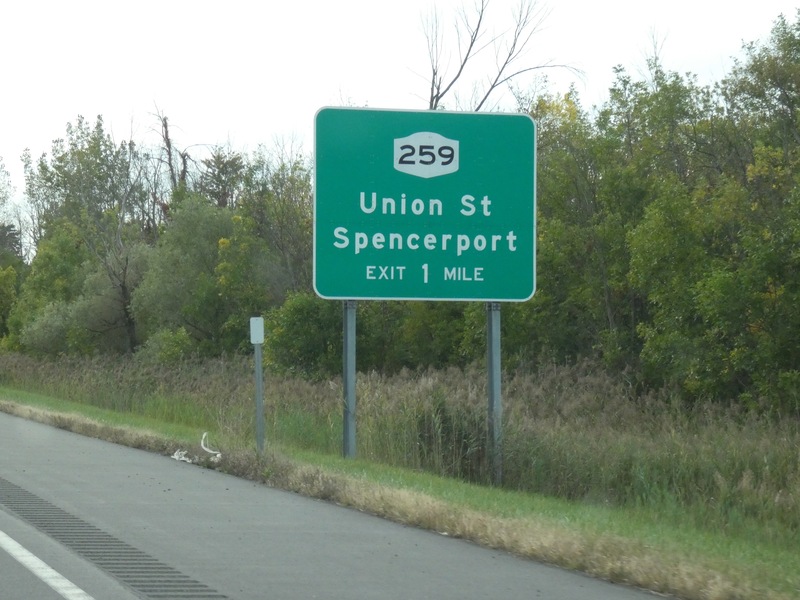 259
Union St
Spencerport
EXIT 1 MILE